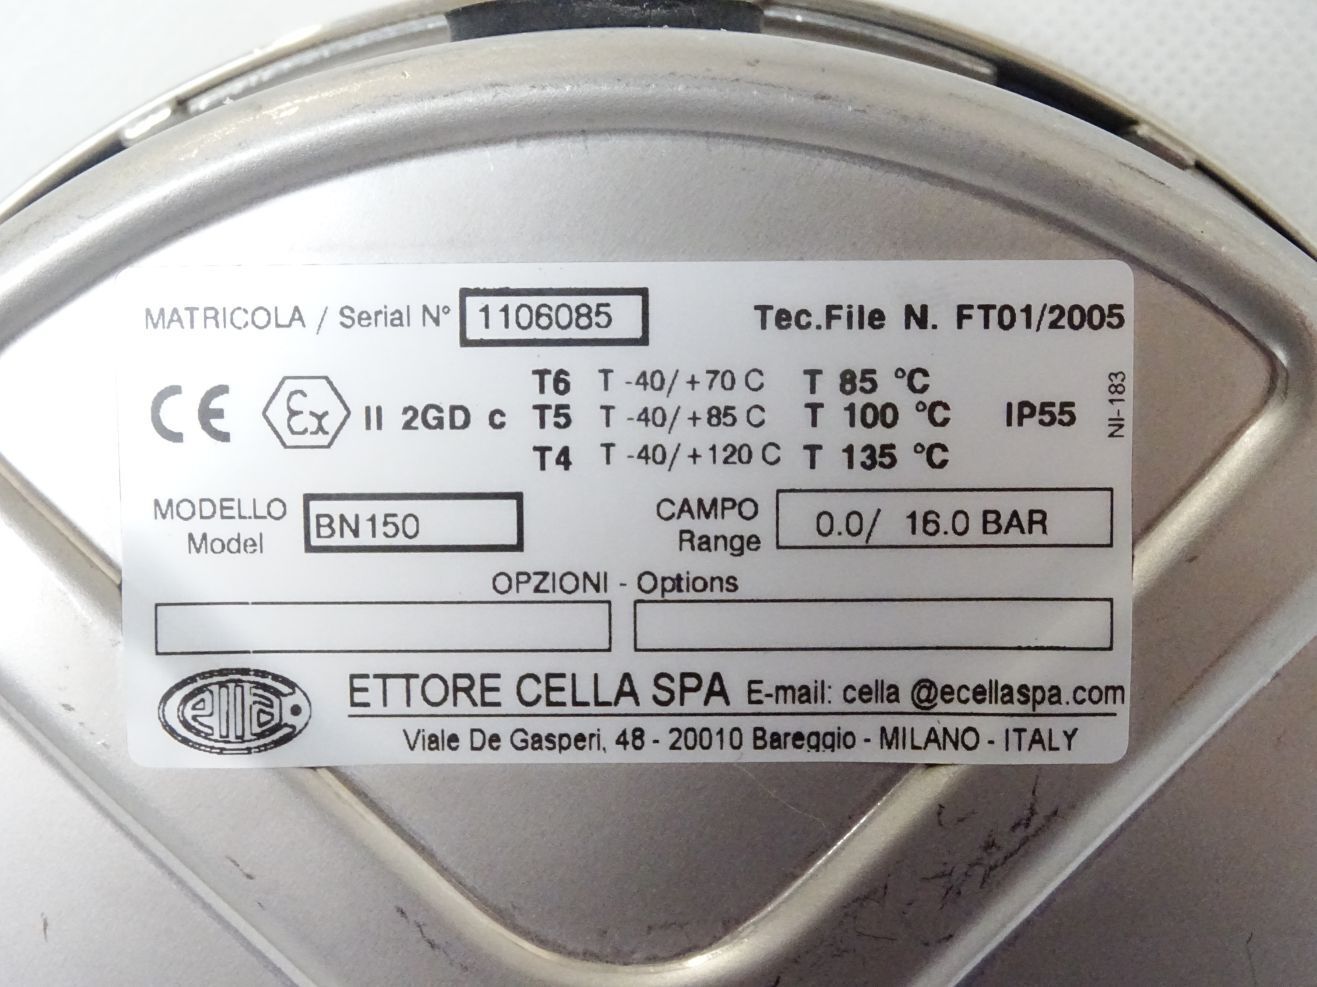 MATRICOLA / Serial N° 1106085 Tec.File N. FT01/2005
CE Ex II 2GD c
T6 T -40/+70 C T 85 °C
T5 T -40/+85 C T 100 °C
T4 T -40/+120 C T 135 °C
IP55
NI-183
MODELLO
Model
BN150
CAMPO
Range
0.0/ 16.0 BAR
OPZIONI - Options
ETTORE CELLA SPA E-mail: cella @ecellaspa.com
Viale De Gasperi, 48 - 20010 Bareggio - MILANO - ITALY